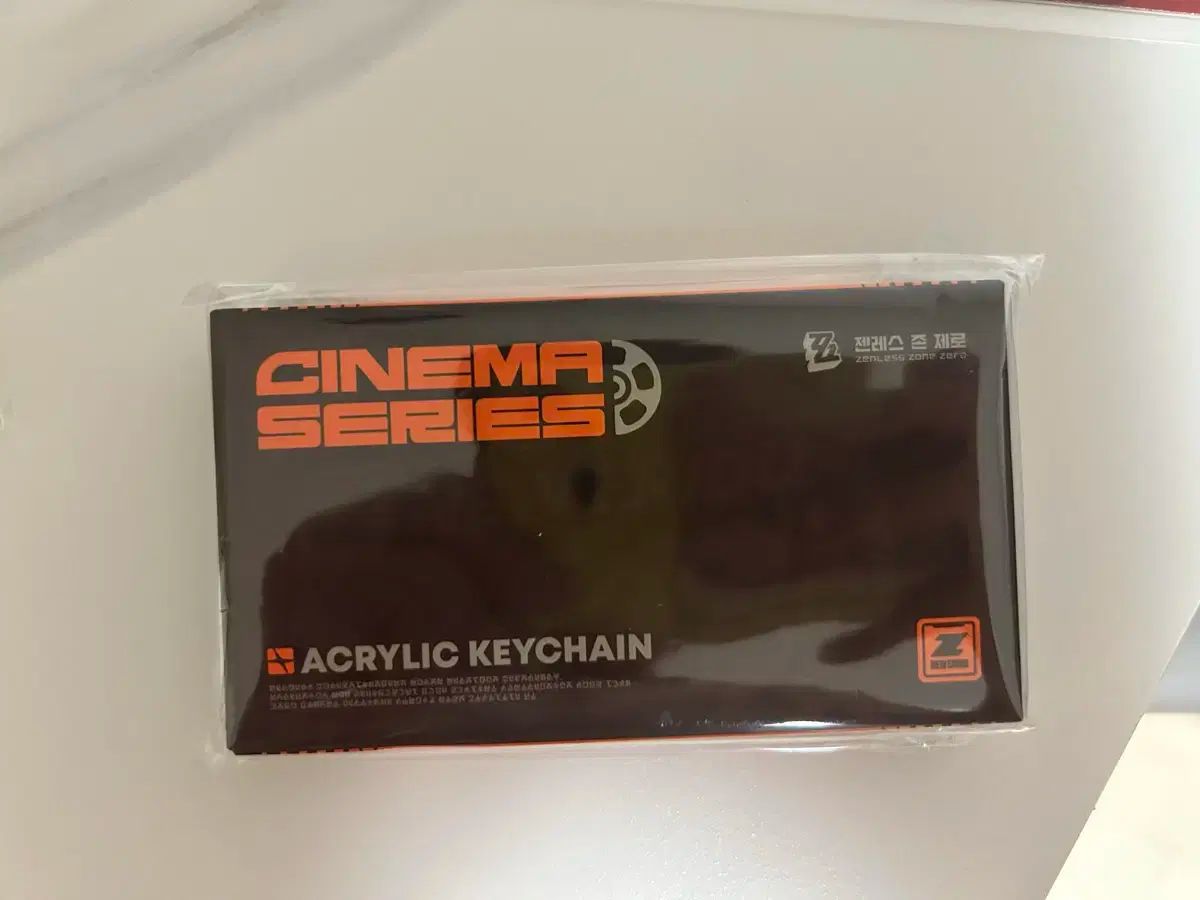 CINEMA
SERIES
젠레스 존 제로
ZENLESS ZONE ZERO
ACRYLIC KEYCHAIN
Z